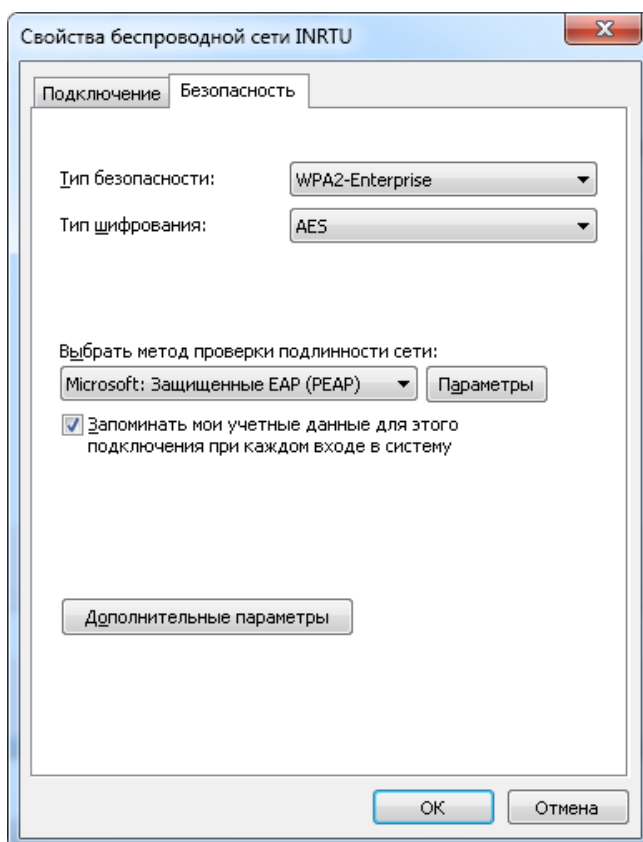 Свойства беспроводной сети INRTU
Подключение
Безопасность
Тип безопасности:
WPA2-Enterprise
Тип шифрования:
AES
Выбрать метод проверки подлинности сети:
Microsoft: Защищенные EAP (PEAP)
Параметры
Запоминать мои учетные данные для этого
подключения при каждом входе в систему
Дополнительные параметры
ОК
Отмена